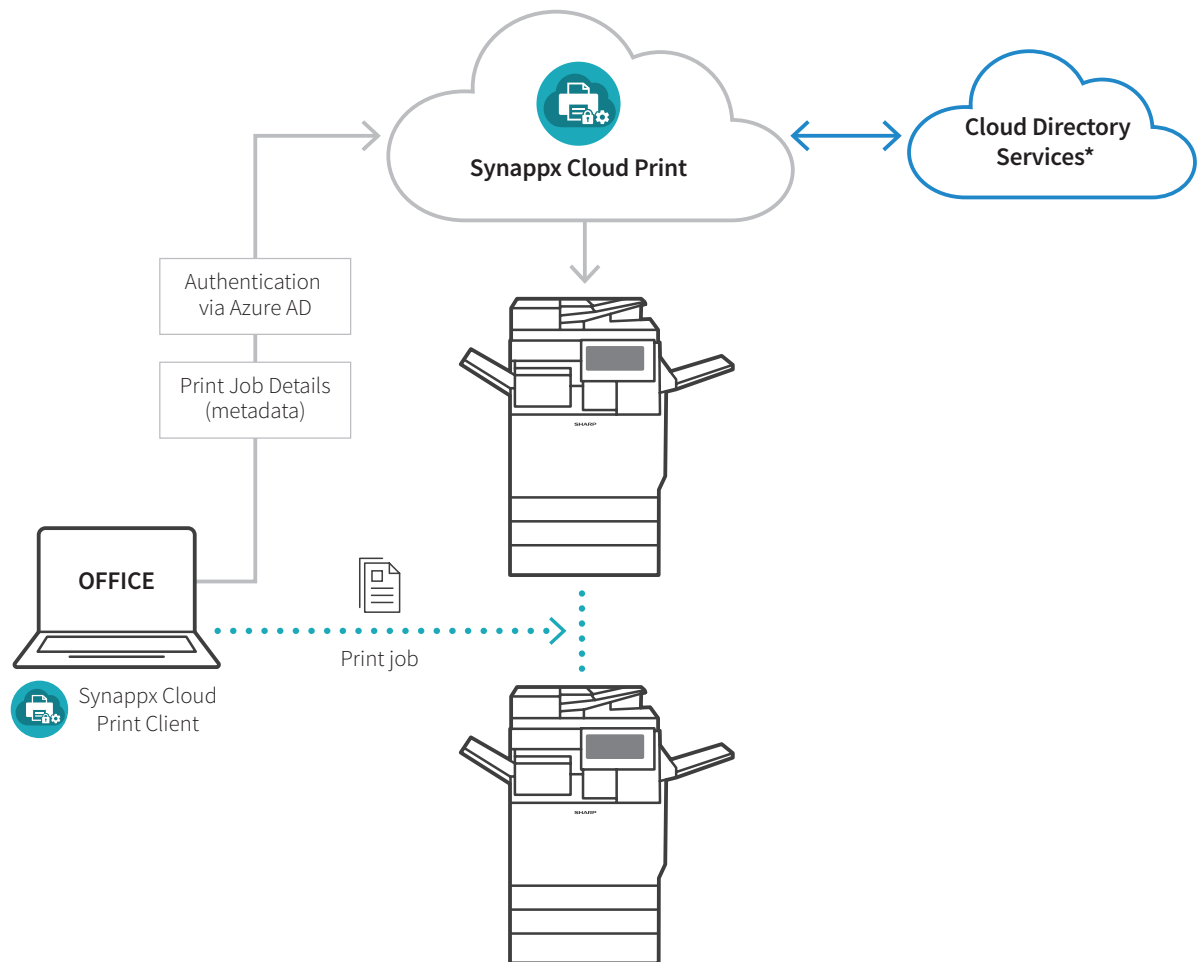 Synappx Cloud Print
Cloud Directory
Services*
Authentication
via Azure AD
Print Job Details
(metadata)
SHARP
OFFICE
Print job
Synappx Cloud
Print Client
SHARP